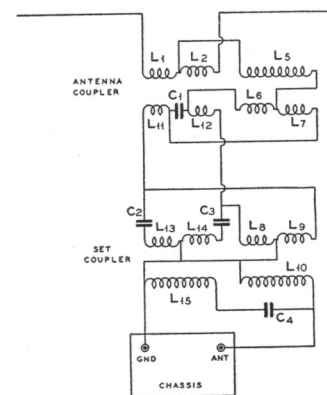 L1
L2
L5
ANTENNA
COUPLER
C1
L6
L11
L12
L7
C2
C3
L13
L14
L8
L9
SET
COUPLER
L10
L15
C4
GND
ANT
CHASSIS